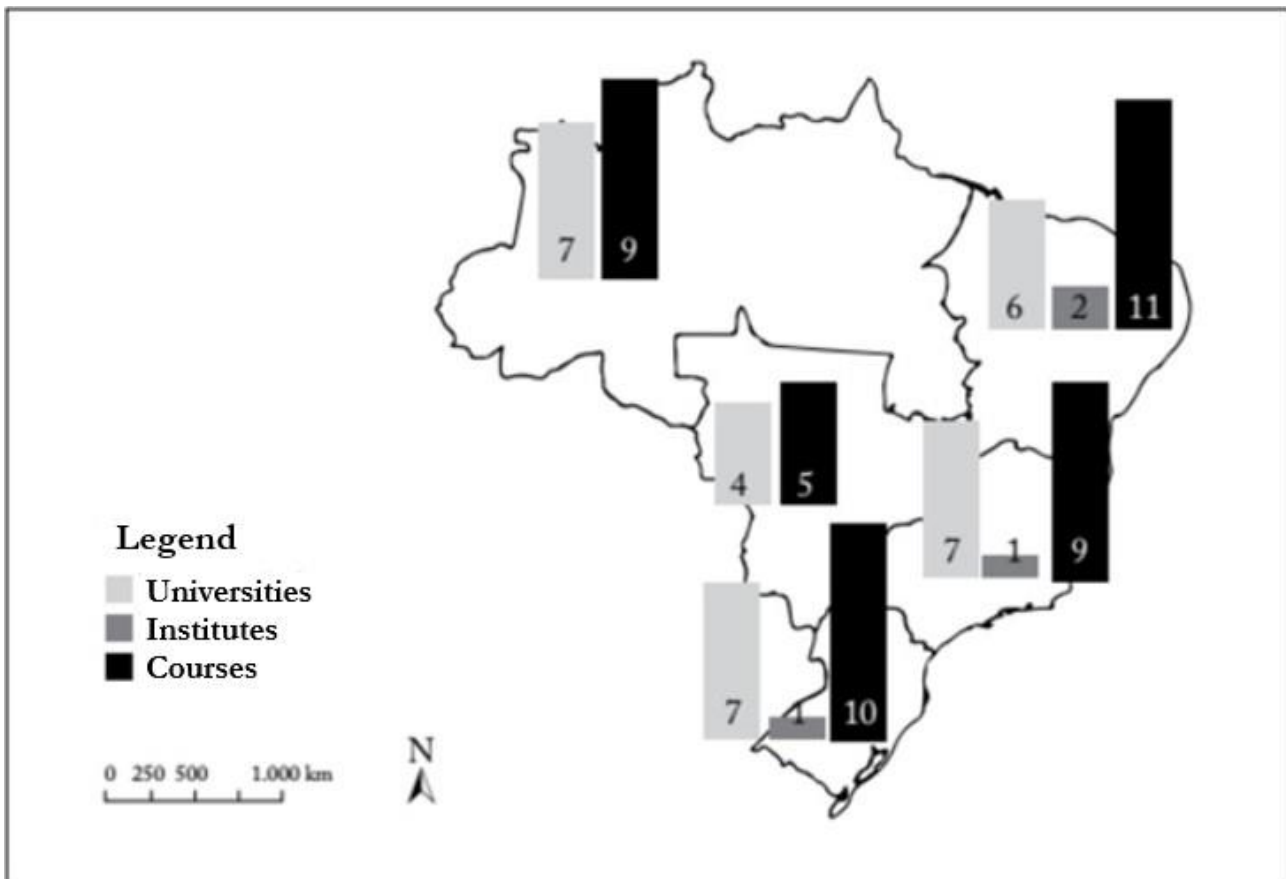 7 9
6 2 11
4 5
7 1 9
7 1 10
Legend
Universities
Institutes
Courses
N
0 250 500 1.000 km